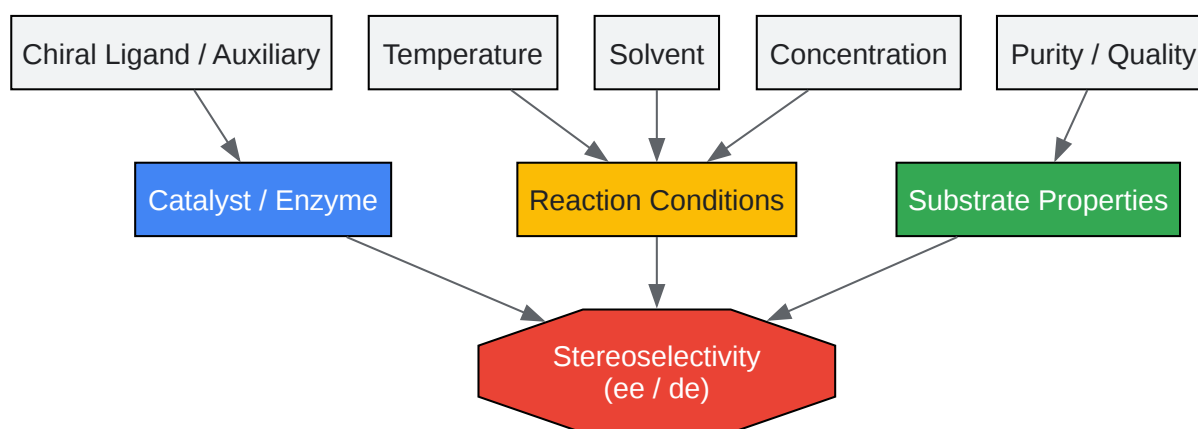 Chiral Ligand / Auxiliary
Temperature
Solvent
Concentration
Purity / Quality
Catalyst / Enzyme
Reaction Conditions
Substrate Properties
Stereoselectivity
(ee / de)